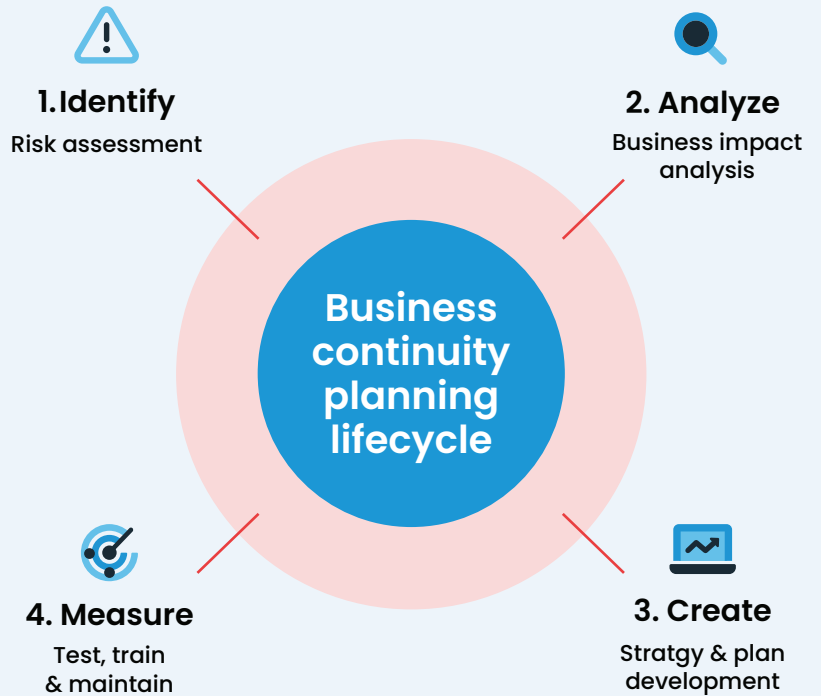 1.Identify
Risk assessment
2. Analyze
Business impact
analysis
Business
continuity
planning
lifecycle
4. Measure
Test, train
& maintain
3. Create
Stratgy & plan
development